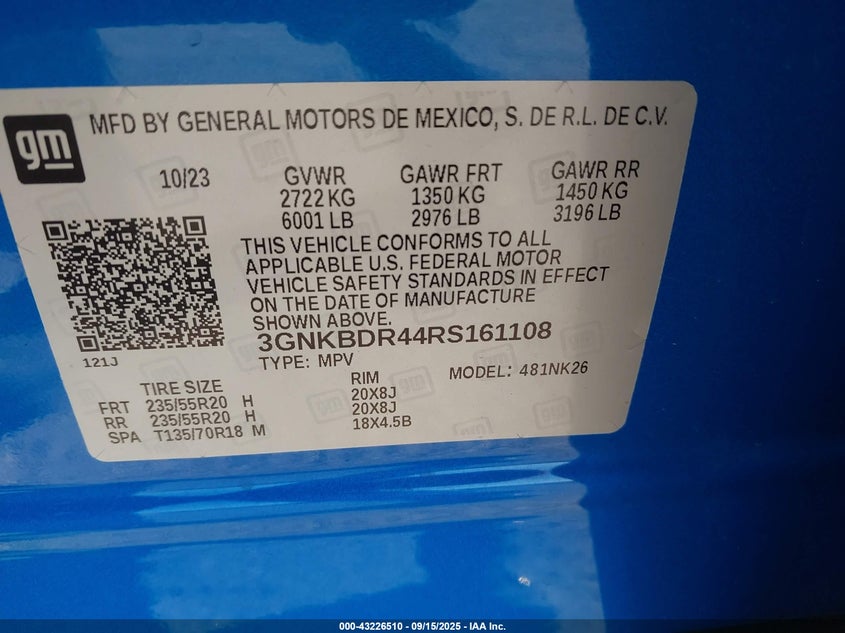 gm
MFD BY GENERAL MOTORS DE MEXICO, S. DE R.L. DE C.V.
10/23 GVWR GAWR FRT GAWR RR
2722 KG 1350 KG 1450 KG
6001 LB 2976 LB 3196 LB
THIS VEHICLE CONFORMS TO ALL
APPLICABLE U.S. FEDERAL MOTOR
VEHICLE SAFETY STANDARDS IN EFFECT
ON THE DATE OF MANUFACTURE
SHOWN ABOVE.
3GNKBDR44RS161108
121J
TYPE: MPV MODEL: 481NK26
TIRE SIZE RIM
FRT 235/55R20 H 20X8J
RR 235/55R20 H 20X8J
SPA T135/70R18 M 18X4.5B
000-43226510 - 09/15/2025 - IAA Inc.